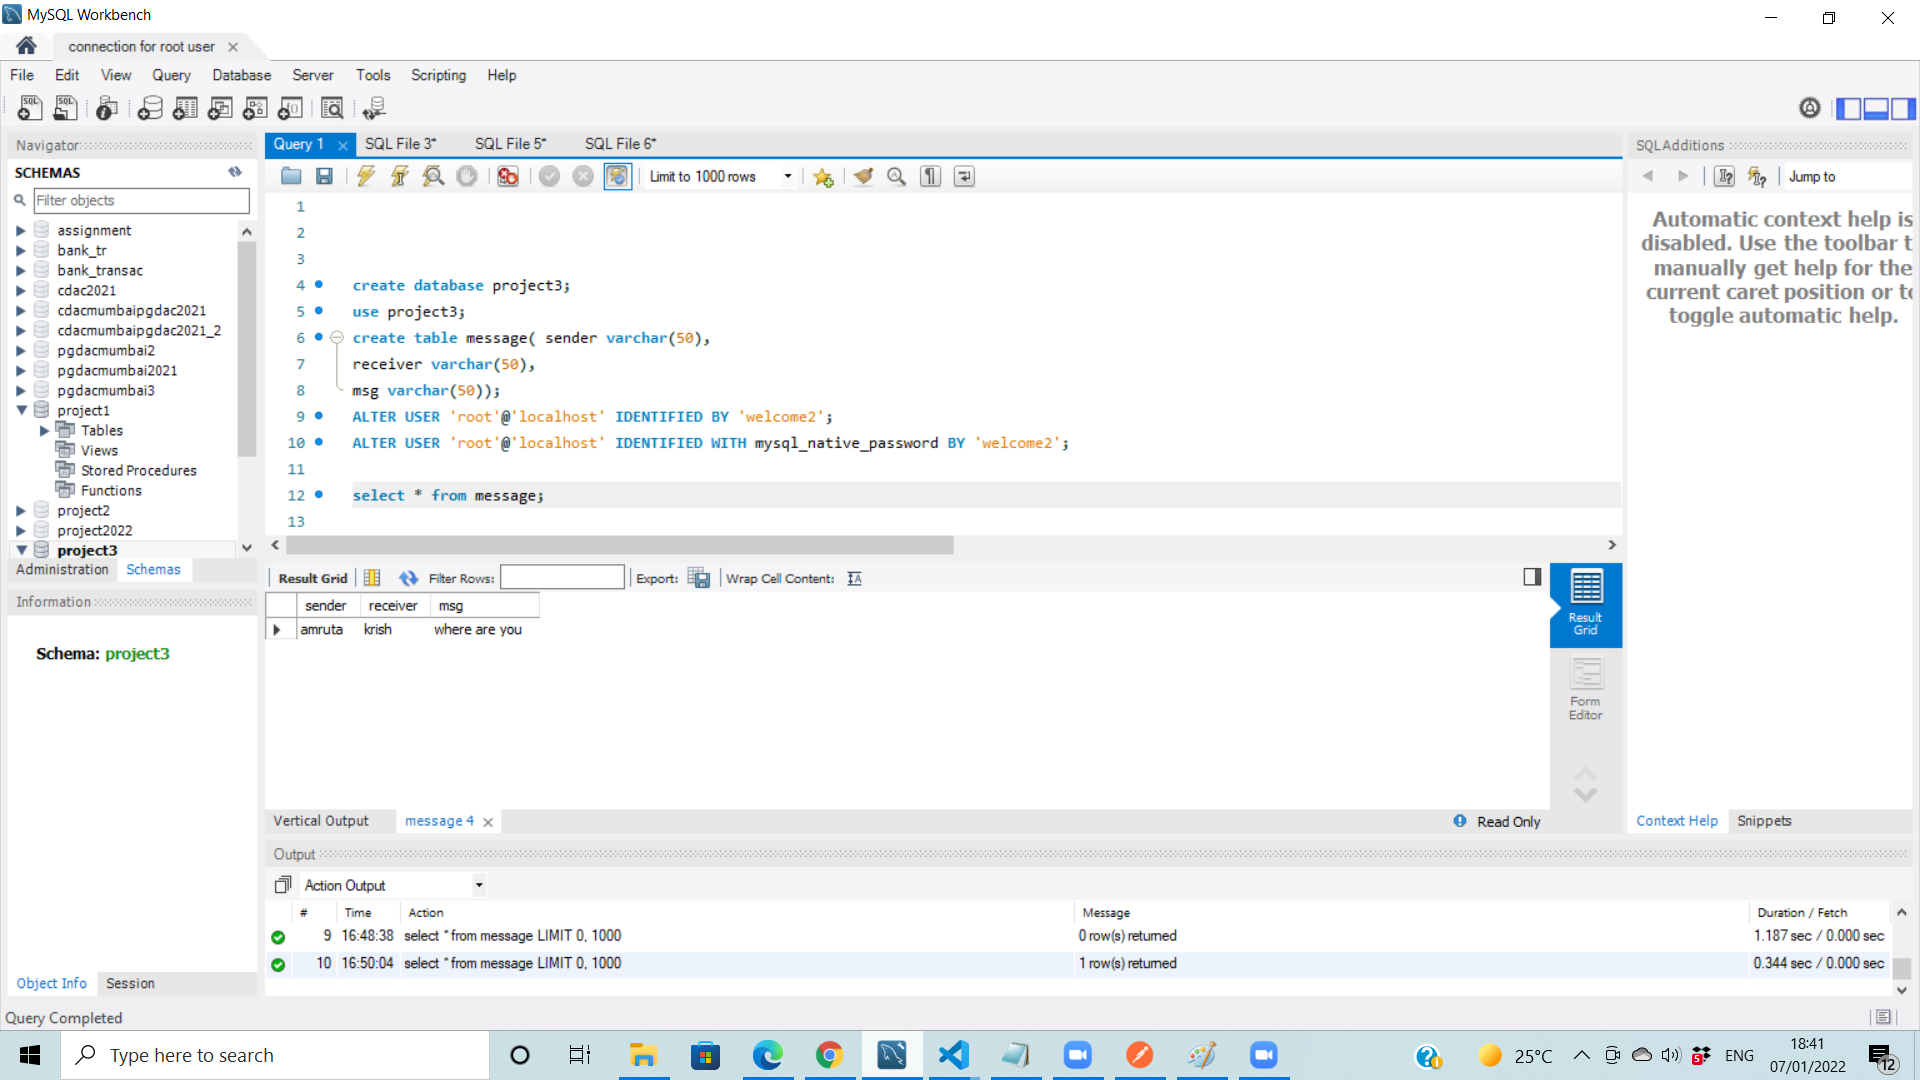 MySQL Workbench
connection for root user
File Edit View Query Database Server Tools Scripting Help
Navigator
SCHEMAS
Filter objects
assignment
bank_tr
bank_transac
cdac2021
cdacmumbaipgdac2021
cdacmumbaipgdac2021_2
pgdacmumbai2
pgdacmumbai2021
pgdacmumbai3
project1
Tables
Views
Stored Procedures
Functions
project2
project2022
project3
Administration Schemas
Information
Schema: project3
Object Info Session
Query 1 SQL File 3* SQL File 5* SQL File 6*
Limit to 1000 rows
1
2
3
4 create database project3;
5 use project3;
6 create table message( sender varchar(50),
7 receiver varchar(50),
8 msg varchar(50));
9 ALTER USER 'root'@'localhost' IDENTIFIED BY 'welcome2';
10 ALTER USER 'root'@'localhost' IDENTIFIED WITH mysql_native_password BY 'welcome2';
11
12 select * from message;
13
Result Grid Filter Rows: Export: Wrap Cell Content:
sender receiver msg
amruta krish where are you
Result
Grid
Form
Editor
Vertical Output message 4 Read Only
SQLAdditions
Jump to
Automatic context help is
disabled. Use the toolbar t
manually get help for the
current caret position or to
toggle automatic help.
Context Help Snippets
Output
Action Output
# Time Action Message Duration / Fetch
9 16:48:38 select * from message LIMIT 0, 1000 0 row(s) returned 1.187 sec / 0.000 sec
10 16:50:04 select * from message LIMIT 0, 1000 1 row(s) returned 0.344 sec / 0.000 sec
Query Completed
Type here to search
25°C ENG 18:41
07/01/2022
12